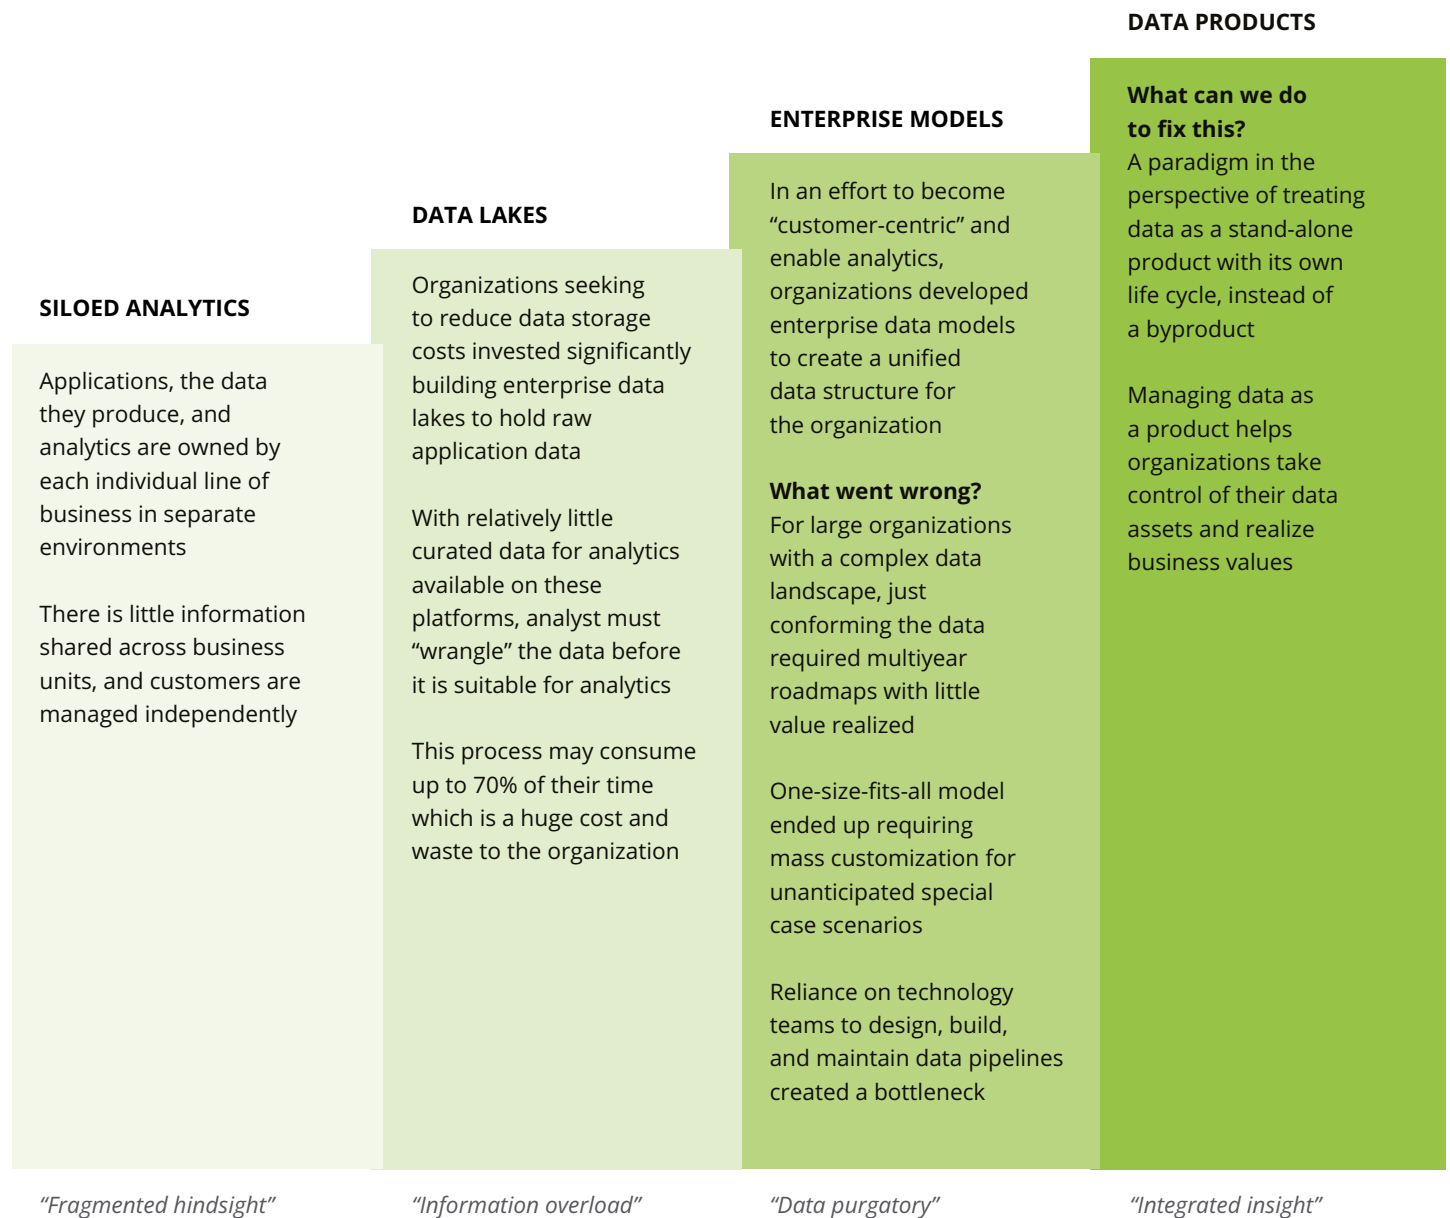 SILOED ANALYTICS
Applications, the data
they produce, and
analytics are owned by
each individual line of
business in separate
environments
There is little information
shared across business
units, and customers are
managed independently
“Fragmented hindsight”
DATA LAKES
Organizations seeking
to reduce data storage
costs invested significantly
building enterprise data
lakes to hold raw
application data
With relatively little
curated data for analytics
available on these
platforms, analyst must
“wrangle” the data before
it is suitable for analytics
This process may consume
up to 70% of their time
which is a huge cost and
waste to the organization
“Information overload”
ENTERPRISE MODELS
In an effort to become
“customer-centric” and
enable analytics,
organizations developed
enterprise data models
to create a unified
data structure for
the organization
What went wrong?
For large organizations
with a complex data
landscape, just
conforming the data
required multiyear
roadmaps with little
value realized
One-size-fits-all model
ended up requiring
mass customization for
unanticipated special
case scenarios
Reliance on technology
teams to design, build,
and maintain data pipelines
created a bottleneck
“Data purgatory”
DATA PRODUCTS
What can we do
to fix this?
A paradigm in the
perspective of treating
data as a stand-alone
product with its own
life cycle, instead of
a byproduct
Managing data as
a product helps
organizations take
control of their data
assets and realize
business values
“Integrated insight”